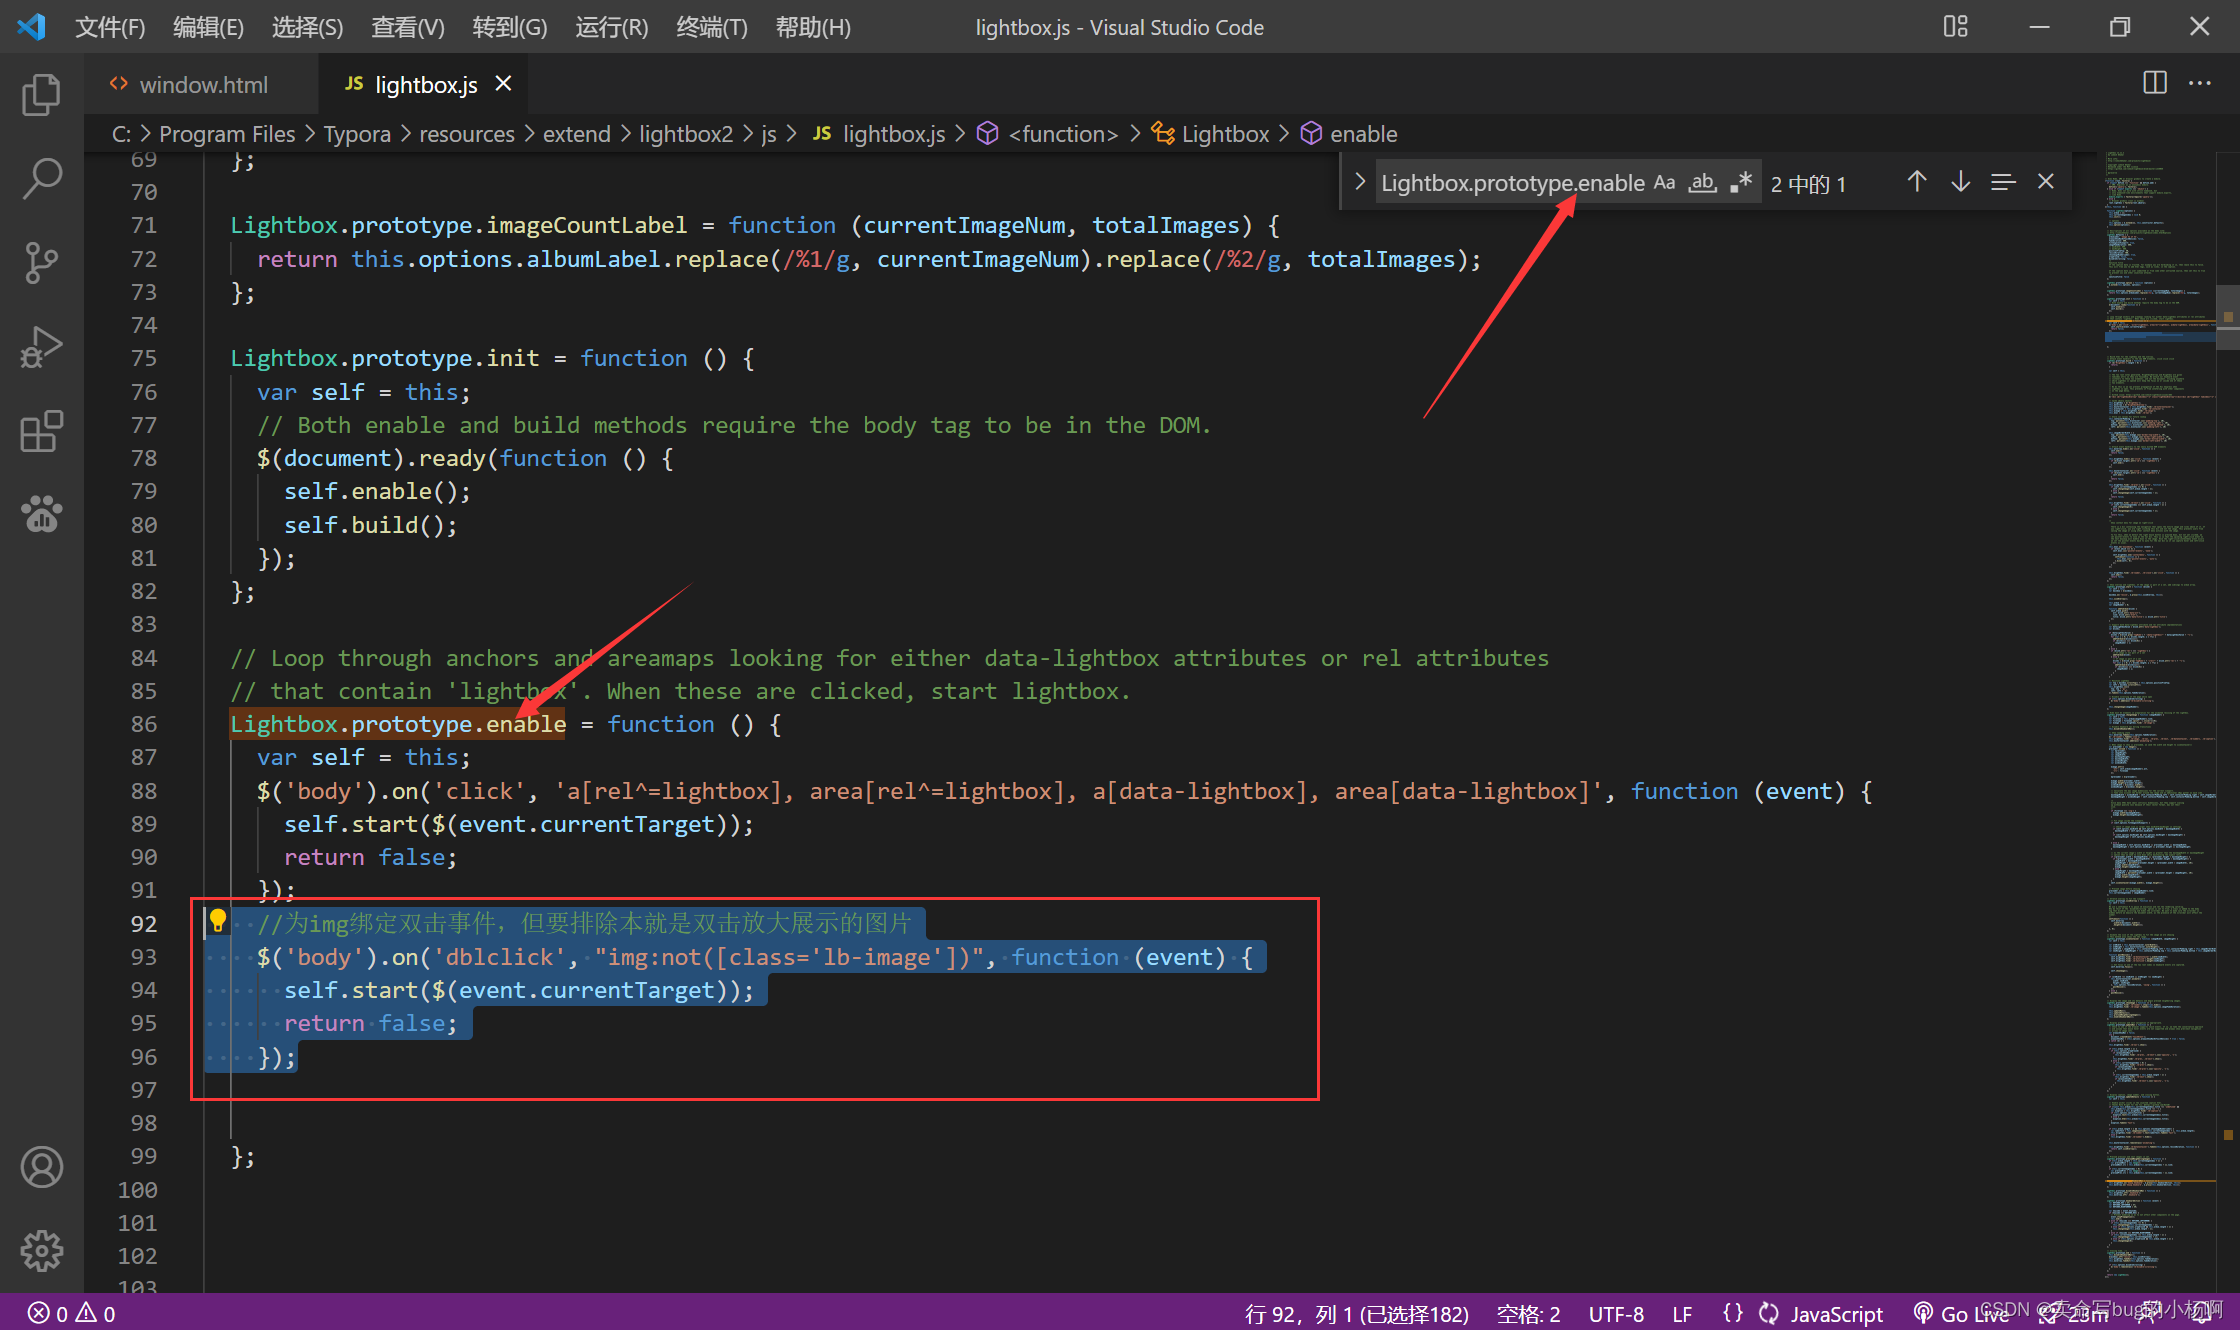 文件(F) 编辑(E) 选择(S) 查看(V) 转到(G) 运行(R) 终端(T) 帮助(H) lightbox.js - Visual Studio Code
window.html JS lightbox.js
C: > Program Files > Typora > resources > extend > lightbox2 > js > JS lightbox.js > <function> > Lightbox > enable
Lightbox.prototype.enable Aa ab .* 2 中的 1
69 };
70
71 Lightbox.prototype.imageCountLabel = function (currentImageNum, totalImages) {
72 return this.options.albumLabel.replace(/%1/g, currentImageNum).replace(/%2/g, totalImages);
73 };
74
75 Lightbox.prototype.init = function () {
76 var self = this;
77 // Both enable and build methods require the body tag to be in the DOM.
78 $(document).ready(function () {
79 self.enable();
80 self.build();
81 });
82 };
83
84 // Loop through anchors and areamaps looking for either data-lightbox attributes or rel attributes
85 // that contain 'lightbox'. When these are clicked, start lightbox.
86 Lightbox.prototype.enable = function () {
87 var self = this;
88 $('body').on('click', 'a[rel^=lightbox], area[rel^=lightbox], a[data-lightbox], area[data-lightbox]', function (event) {
89 self.start($(event.currentTarget));
90 return false;
91 });
92 //为img绑定双击事件，但要排除本就是双击放大展示的图片
93 $('body').on('dblclick', "img:not([class='lb-image'])", function (event) {
94 self.start($(event.currentTarget));
95 return false;
96 });
97
98
99 };
100
101
102
103
0 0 行 92，列 1 (已选择182) 空格: 2 UTF-8 LF {} JavaScript Go Live 23m
CSDN @卖命写bug的小杨啊